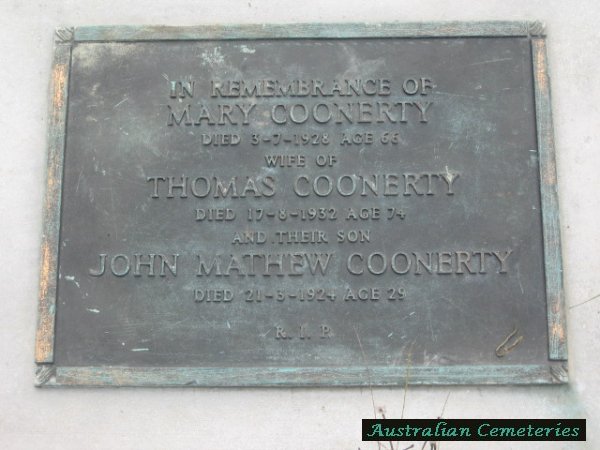 IN REMEMBRANCE OF
MARY COONERTY
DIED 3-7-1928 AGE 66
WIFE OF
THOMAS COONERTY
DIED 17-8-1932 AGE 74
AND THEIR SON
JOHN MATHEW COONERTY
DIED 21-3-1924 AGE 29
R. I. P.
Australian Cemeteries